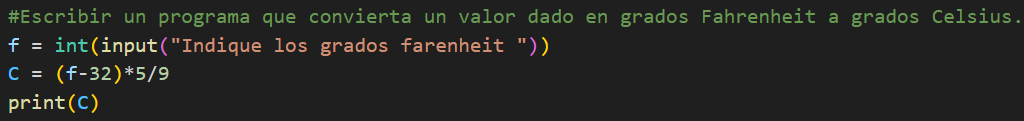 #Escribir un programa que convierta un valor dado en grados Fahrenheit a grados Celsius.
f = int(input("Indique los grados farenheit "))
C = (f-32)*5/9
print(C)